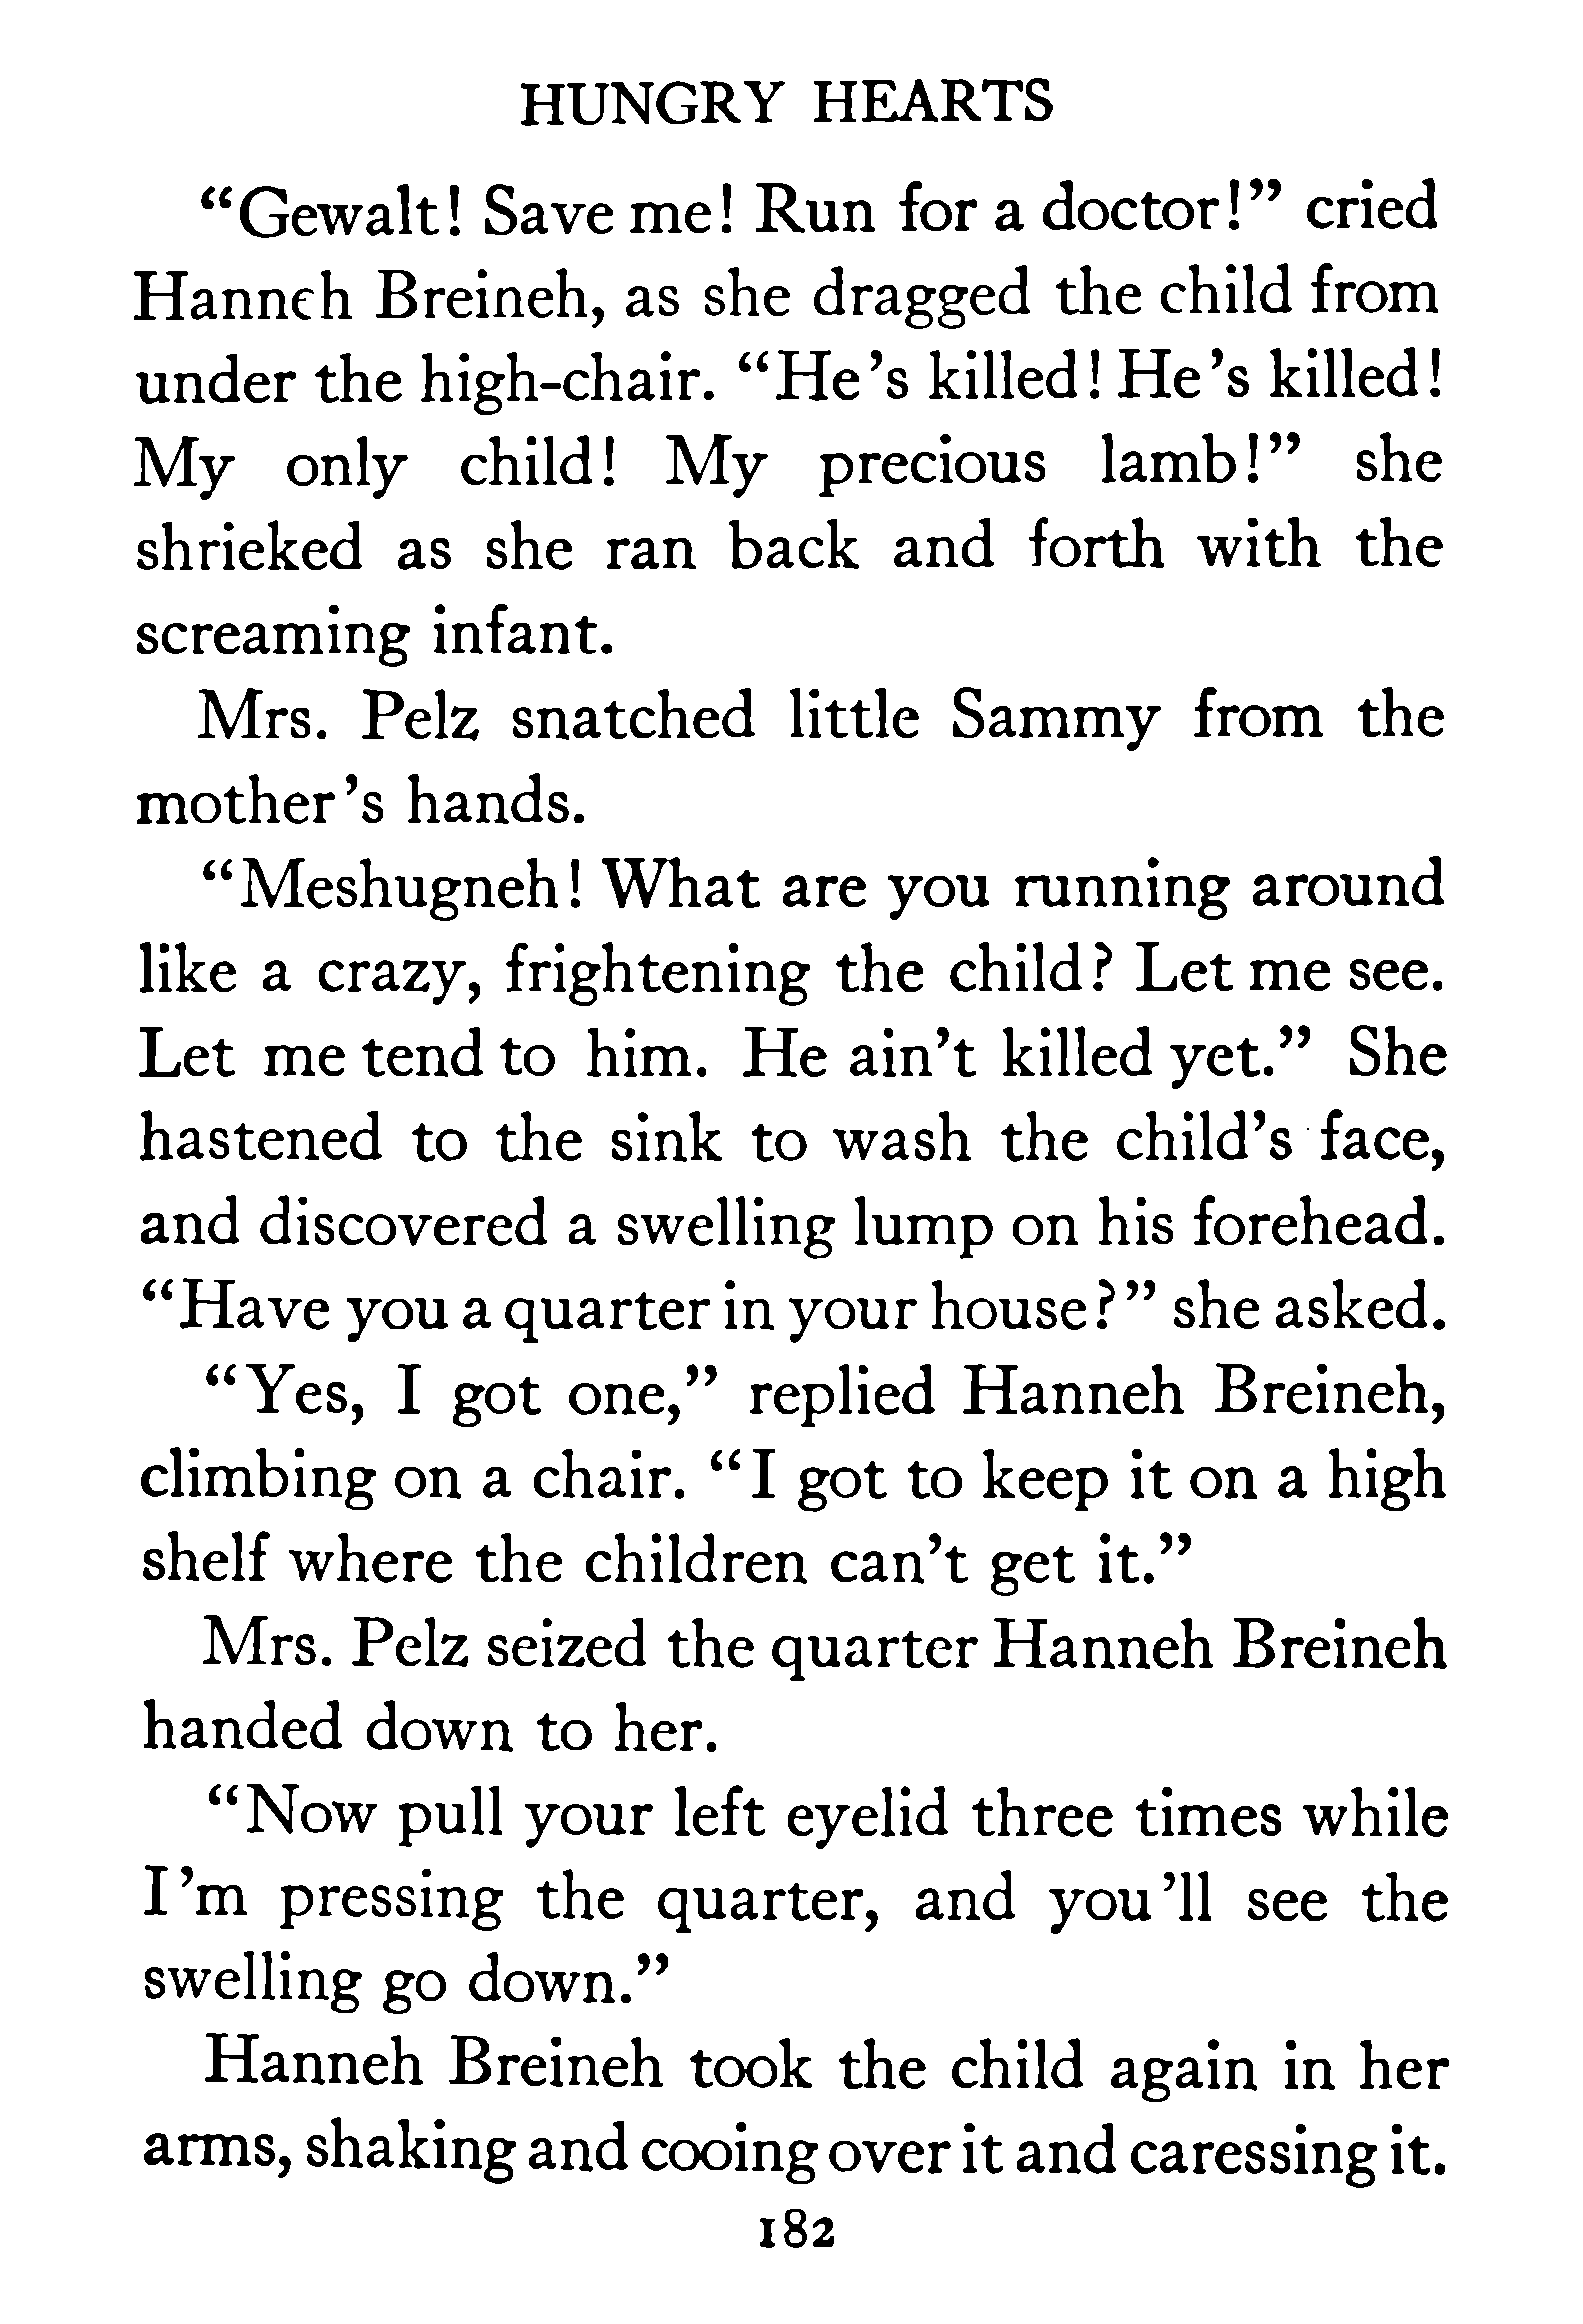 HUNGRY HEARTS
“Gewalt! Save me! Run for a doctor!” cried
Hanneh Breineh, as she dragged the child from
under the high-chair. “He’s killed! He’s killed!
My only child! My precious lamb!” she
shrieked as she ran back and forth with the
screaming infant.
Mrs. Pelz snatched little Sammy from the
mother’s hands.
“Meshugneh! What are you running around
like a crazy, frightening the child? Let me see.
Let me tend to him. He ain’t killed yet.” She
hastened to the sink to wash the child’s face,
and discovered a swelling lump on his forehead.
“Have you a quarter in your house?” she asked.
“Yes, I got one,” replied Hanneh Breineh,
climbing on a chair. “I got to keep it on a high
shelf where the children can’t get it.”
Mrs. Pelz seized the quarter Hanneh Breineh
handed down to her.
“Now pull your left eyelid three times while
I’m pressing the quarter, and you’ll see the
swelling go down.”
Hanneh Breineh took the child again in her
arms, shaking and cooing over it and caressing it.
182